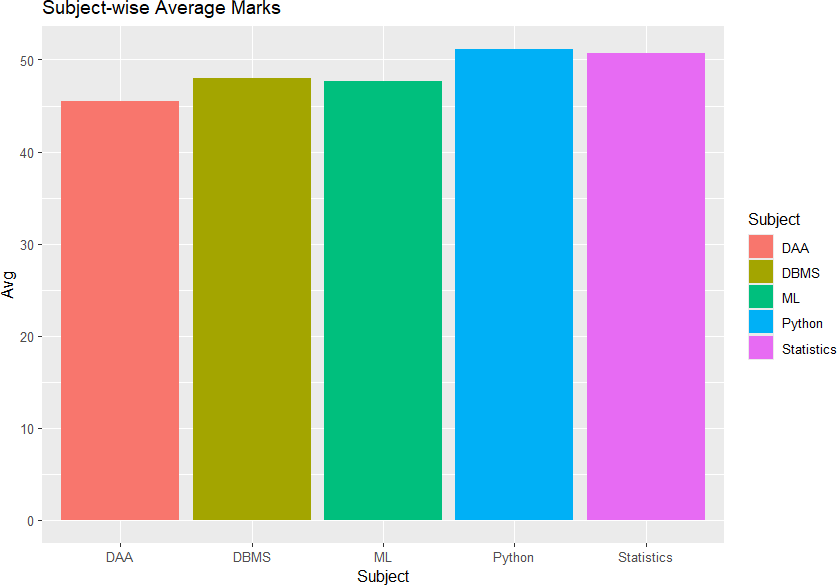 Subject-wise Average Marks
50
40
30
20
10
0
Avg
DAA
DBMS
ML
Python
Statistics
Subject
Subject
DAA
DBMS
ML
Python
Statistics